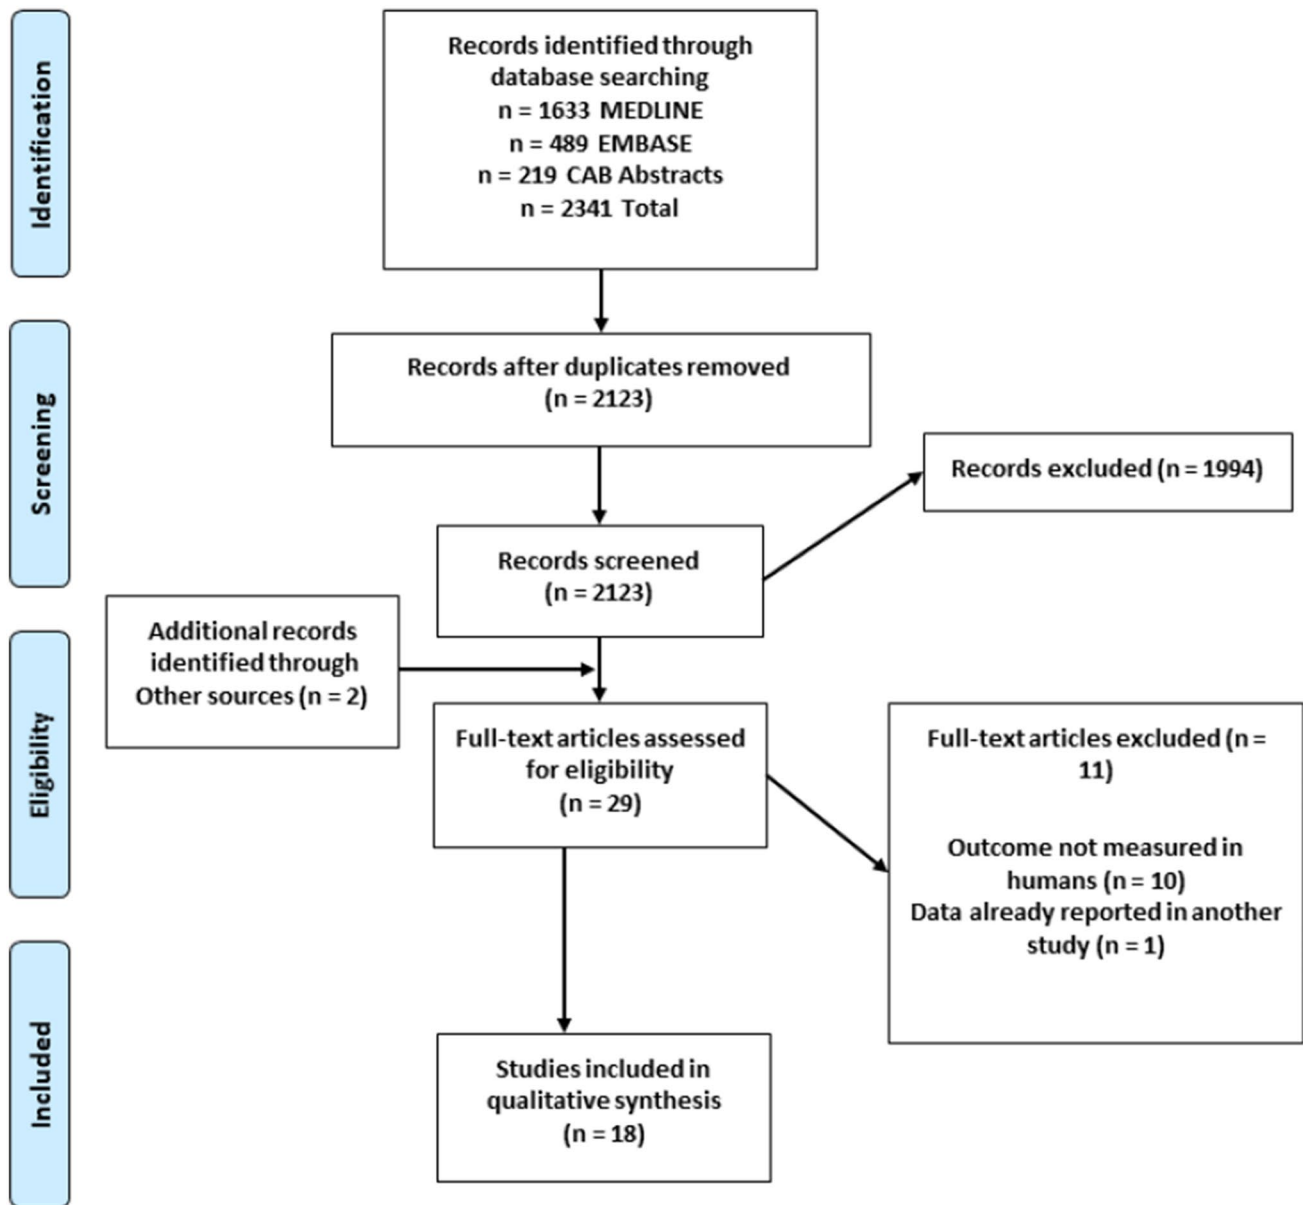 Identification
Records identified through
database searching
n = 1633 MEDLINE
n = 489 EMBASE
n = 219 CAB Abstracts
n = 2341 Total
Screening
Records after duplicates removed
(n = 2123)
Records excluded (n = 1994)
Records screened
(n = 2123)
Additional records
identified through
Other sources (n = 2)
Eligibility
Full-text articles assessed
for eligibility
(n = 29)
Full-text articles excluded (n =
11)
Outcome not measured in
humans (n = 10)
Data already reported in another
study (n = 1)
Included
Studies included in
qualitative synthesis
(n = 18)